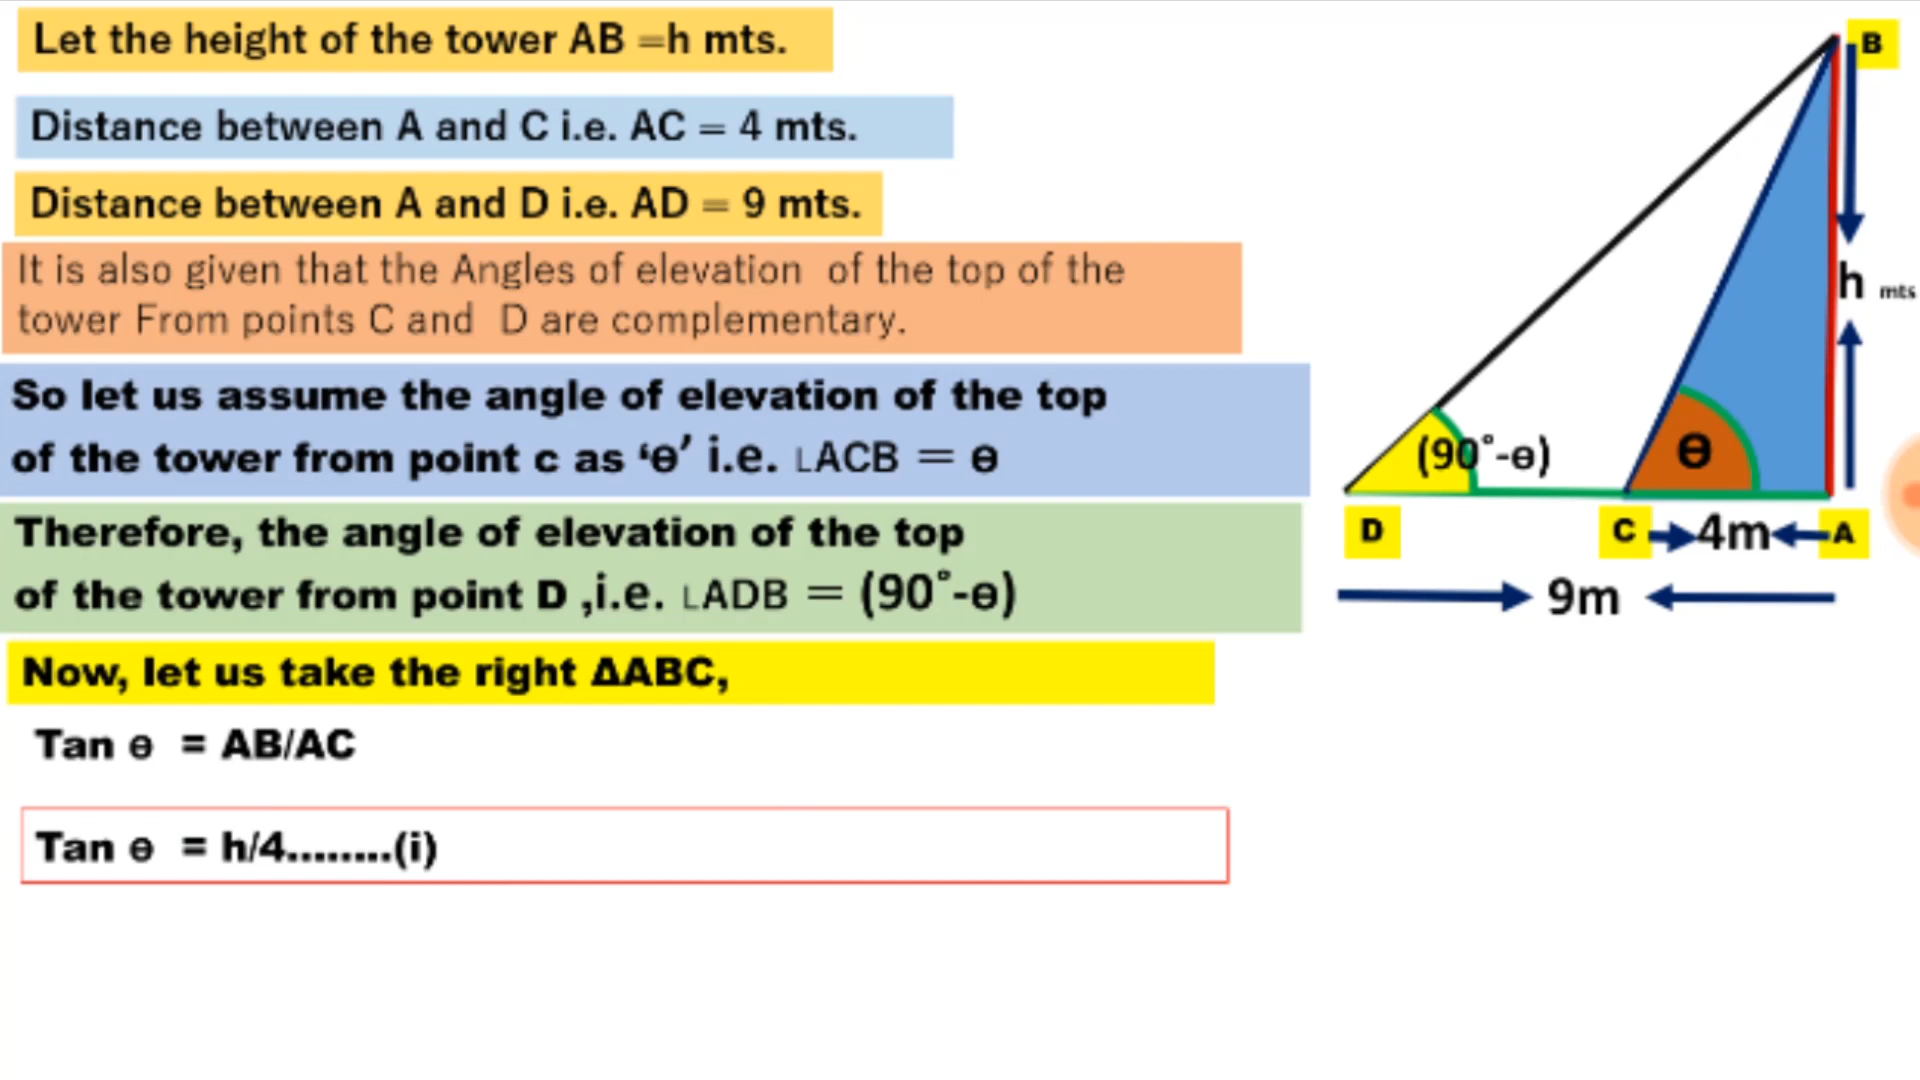 Let the height of the tower AB =h mts.
Distance between A and C i.e. AC = 4 mts.
Distance between A and D i.e. AD = 9 mts.
It is also given that the Angles of elevation of the top of the
tower From points C and D are complementary.
So let us assume the angle of elevation of the top
of the tower from point c as ‘ɵ’ i.e. ∟ACB = ɵ
Therefore, the angle of elevation of the top
of the tower from point D ,i.e. ∟ADB = (90°-ɵ)
Now, let us take the right ΔABC,
Tan ɵ = AB/AC
Tan ɵ = h/4........(i)
B
h mts
(90°-ɵ)
ɵ
D
C
4m
A
9m